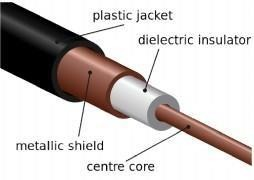 plastic jacket
dielectric insulator
metallic shield
centre core